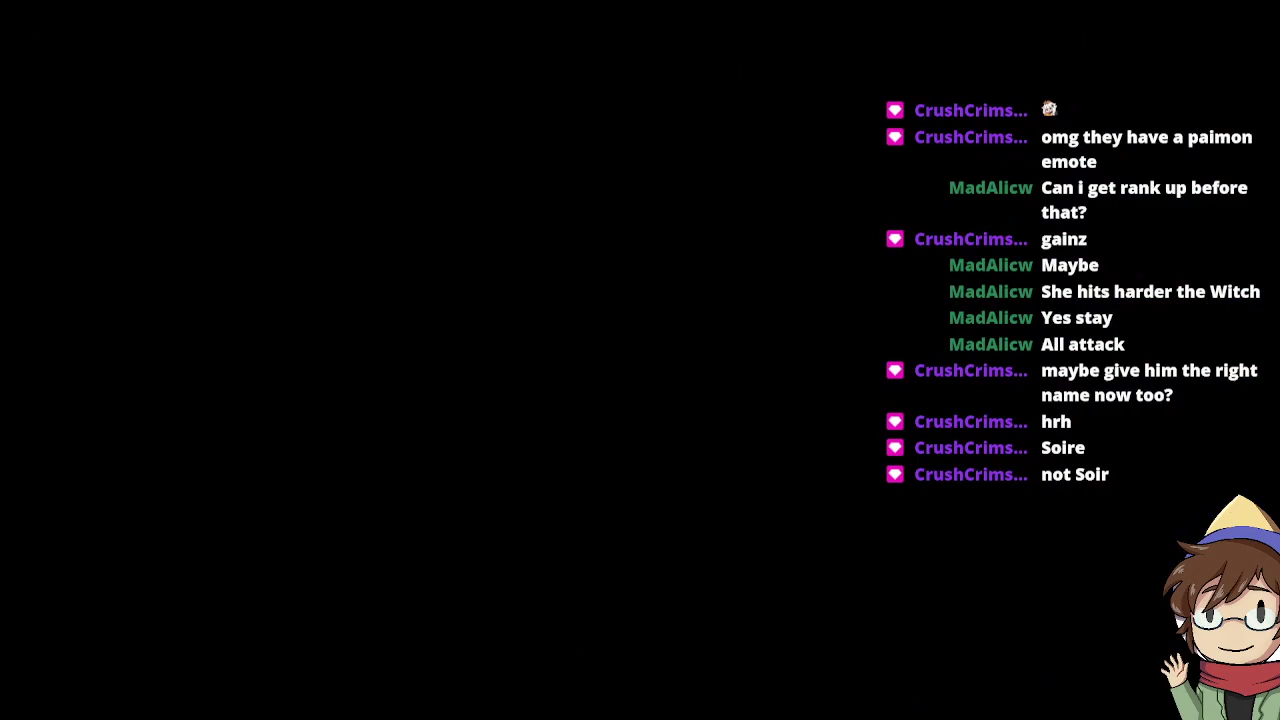 CrushCrims...
CrushCrims... omg they have a paimon
emote
MadAlicw Can i get rank up before
that?
CrushCrims... gainz
MadAlicw Maybe
MadAlicw She hits harder the Witch
MadAlicw Yes stay
MadAlicw All attack
CrushCrims... maybe give him the right
name now too?
CrushCrims... hrh
CrushCrims... Soire
CrushCrims... not Soir